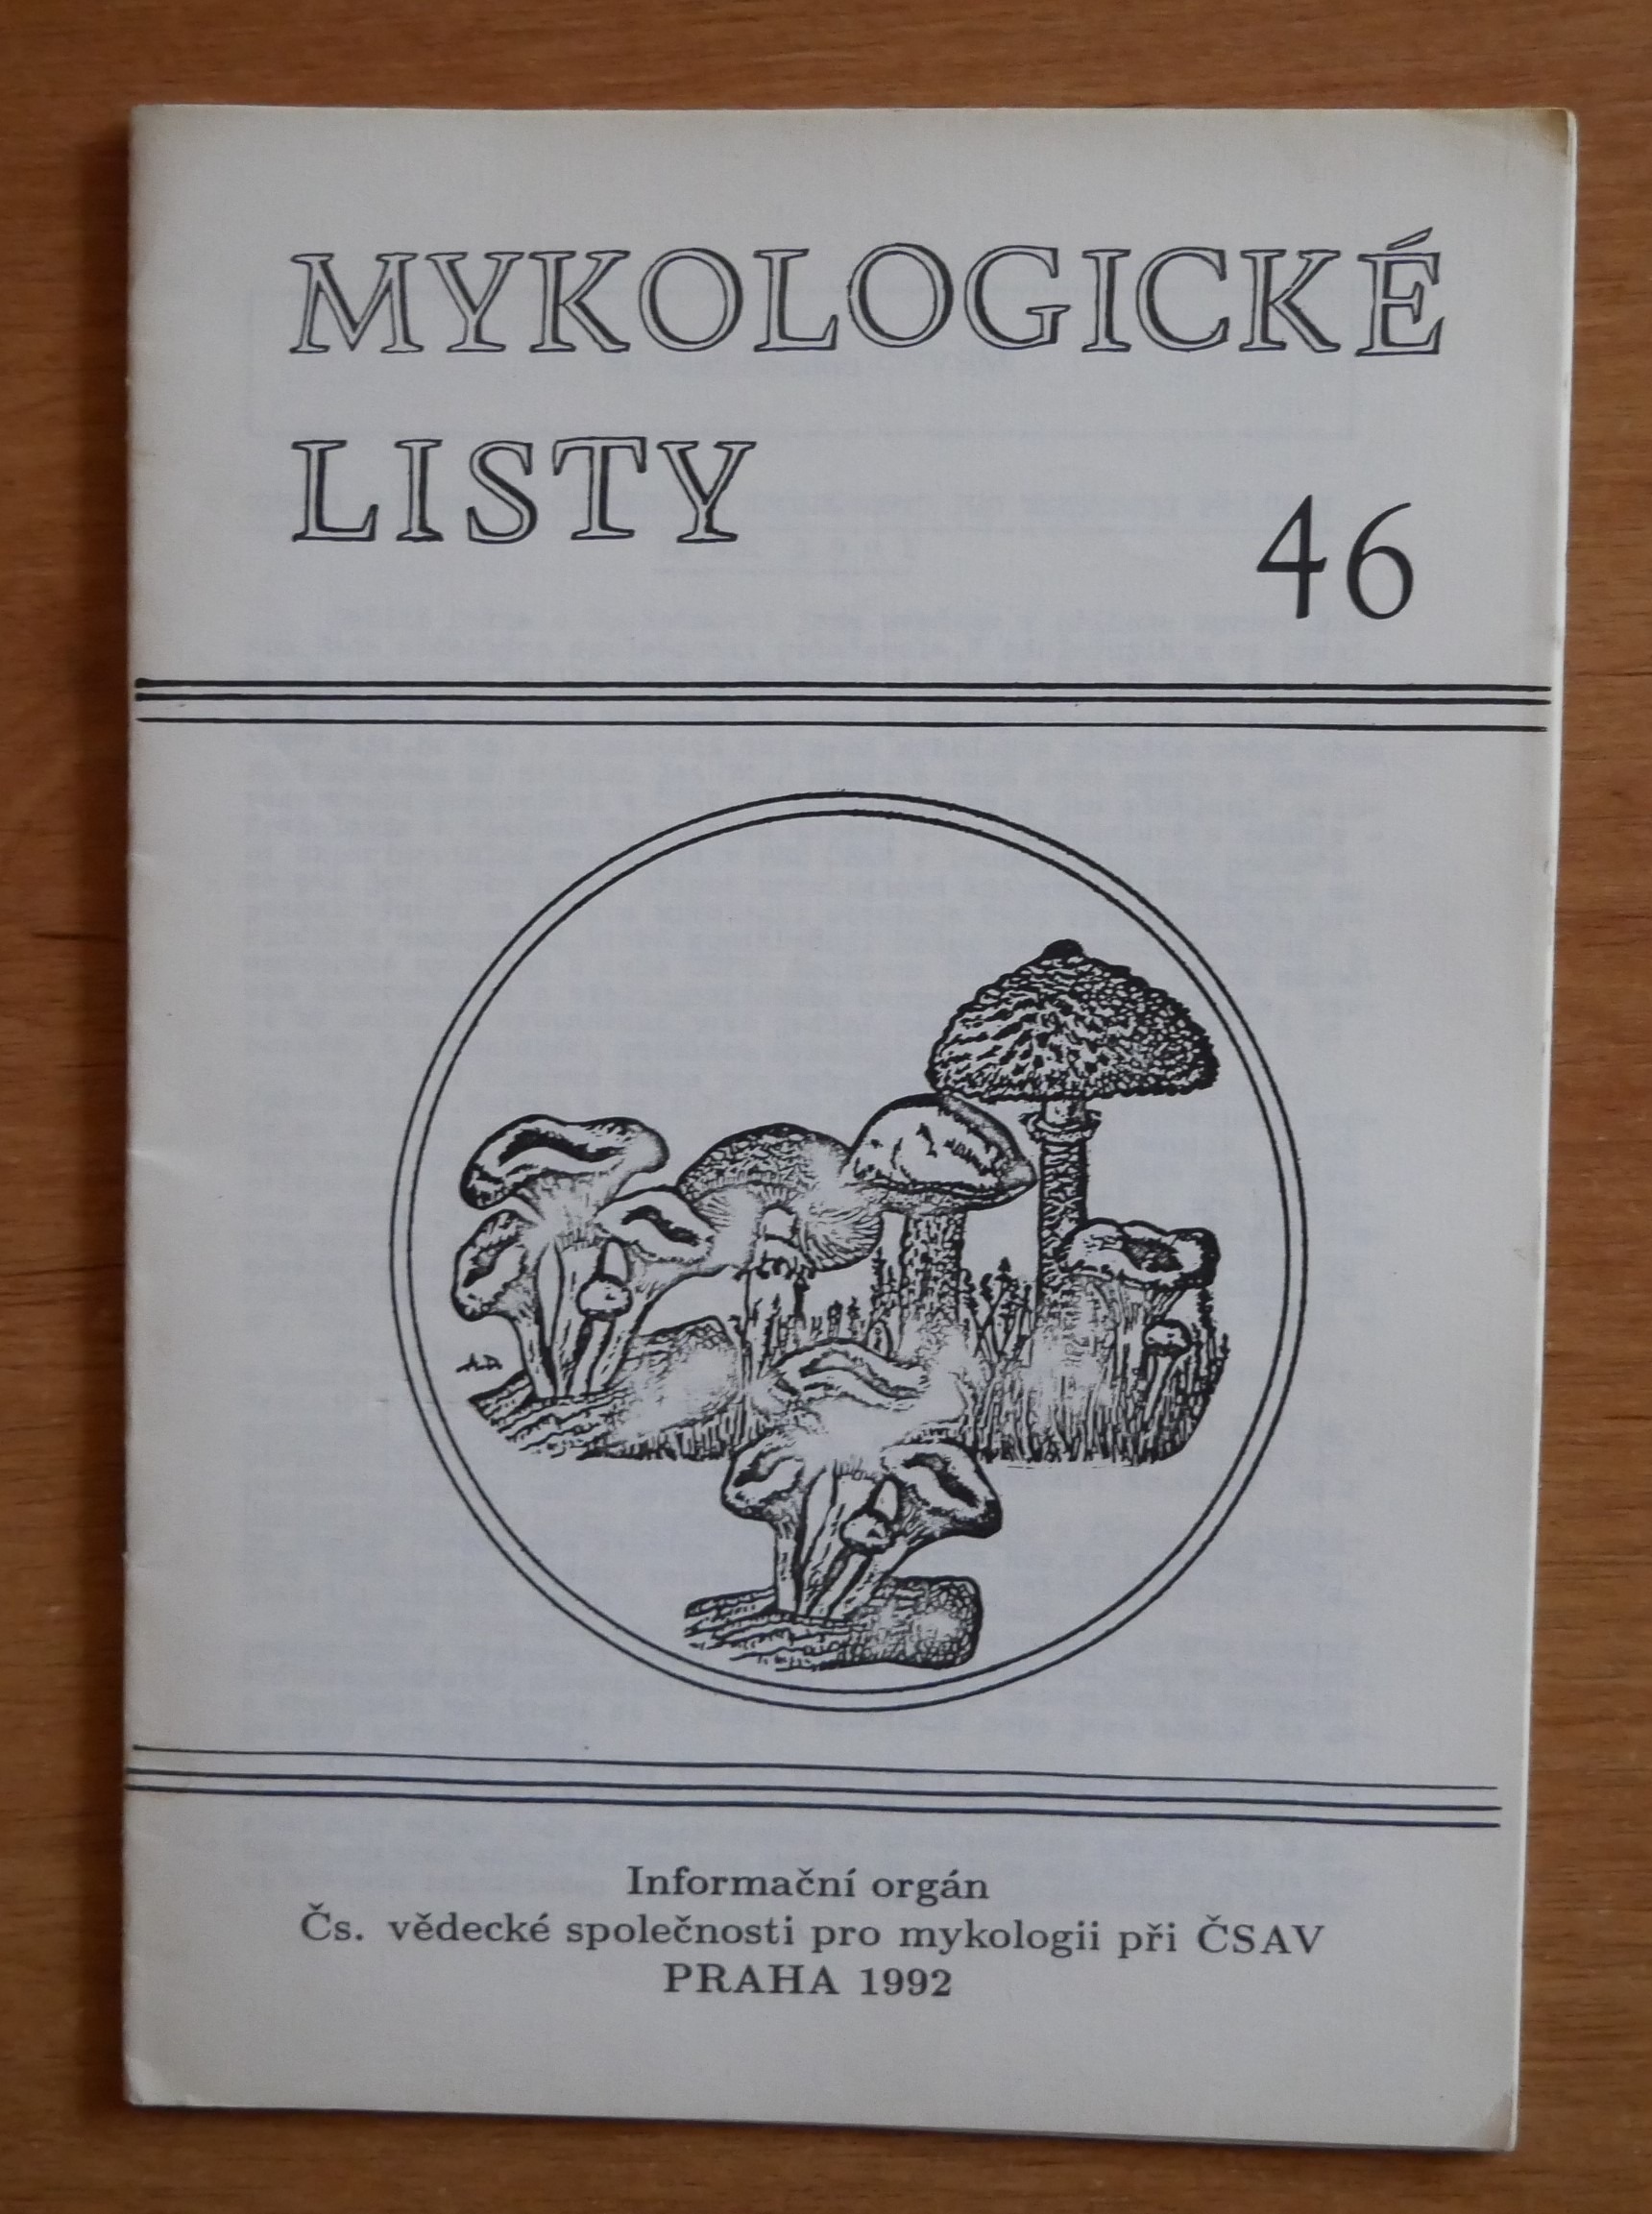 MYKOLOGICKÉ
LISTY
46
A.D.
Informační orgán
Čs. vědecké společnosti pro mykologii při ČSAV
PRAHA 1992